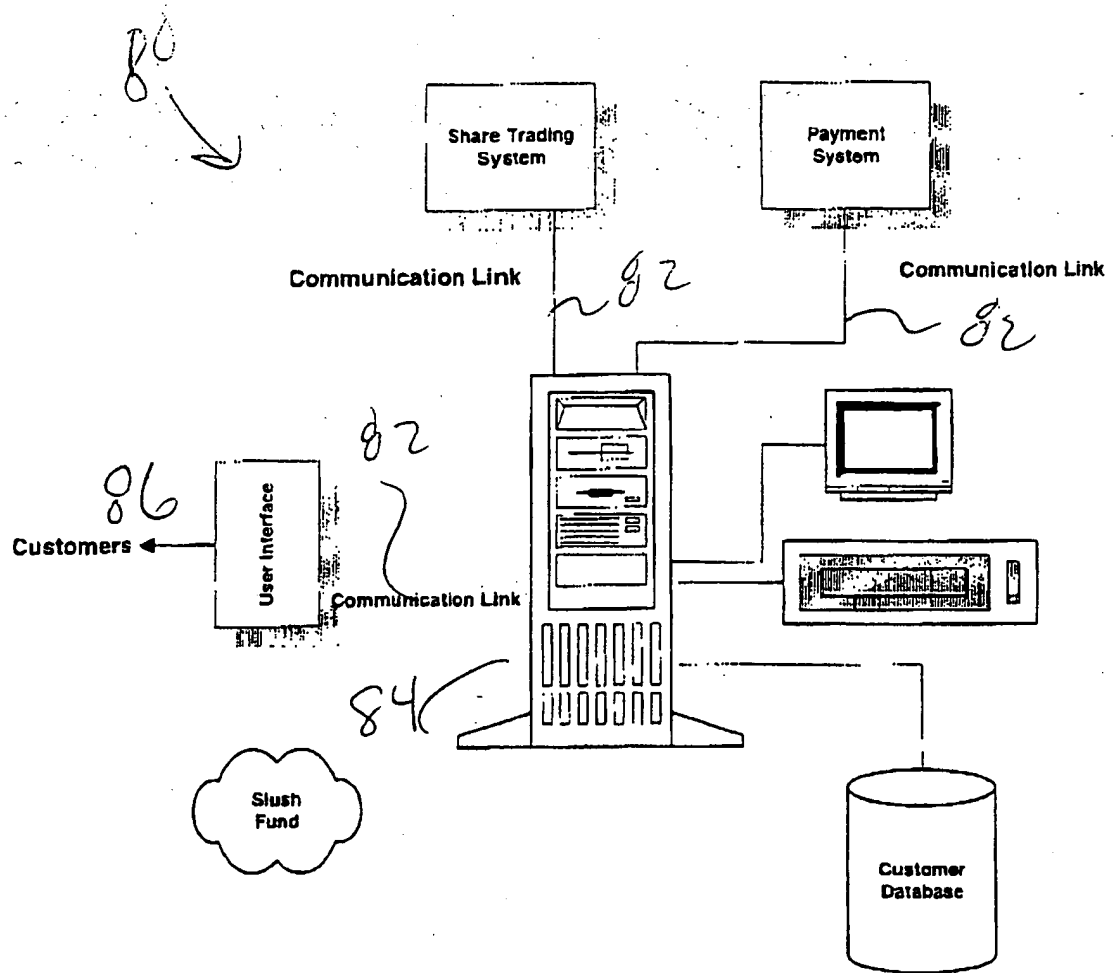 80
Share Trading
System
Payment
System
Communication Link
82
Communication Link
82
82
86
Customers
User Interface
Communication Link
84
Slush
Fund
Customer
Database